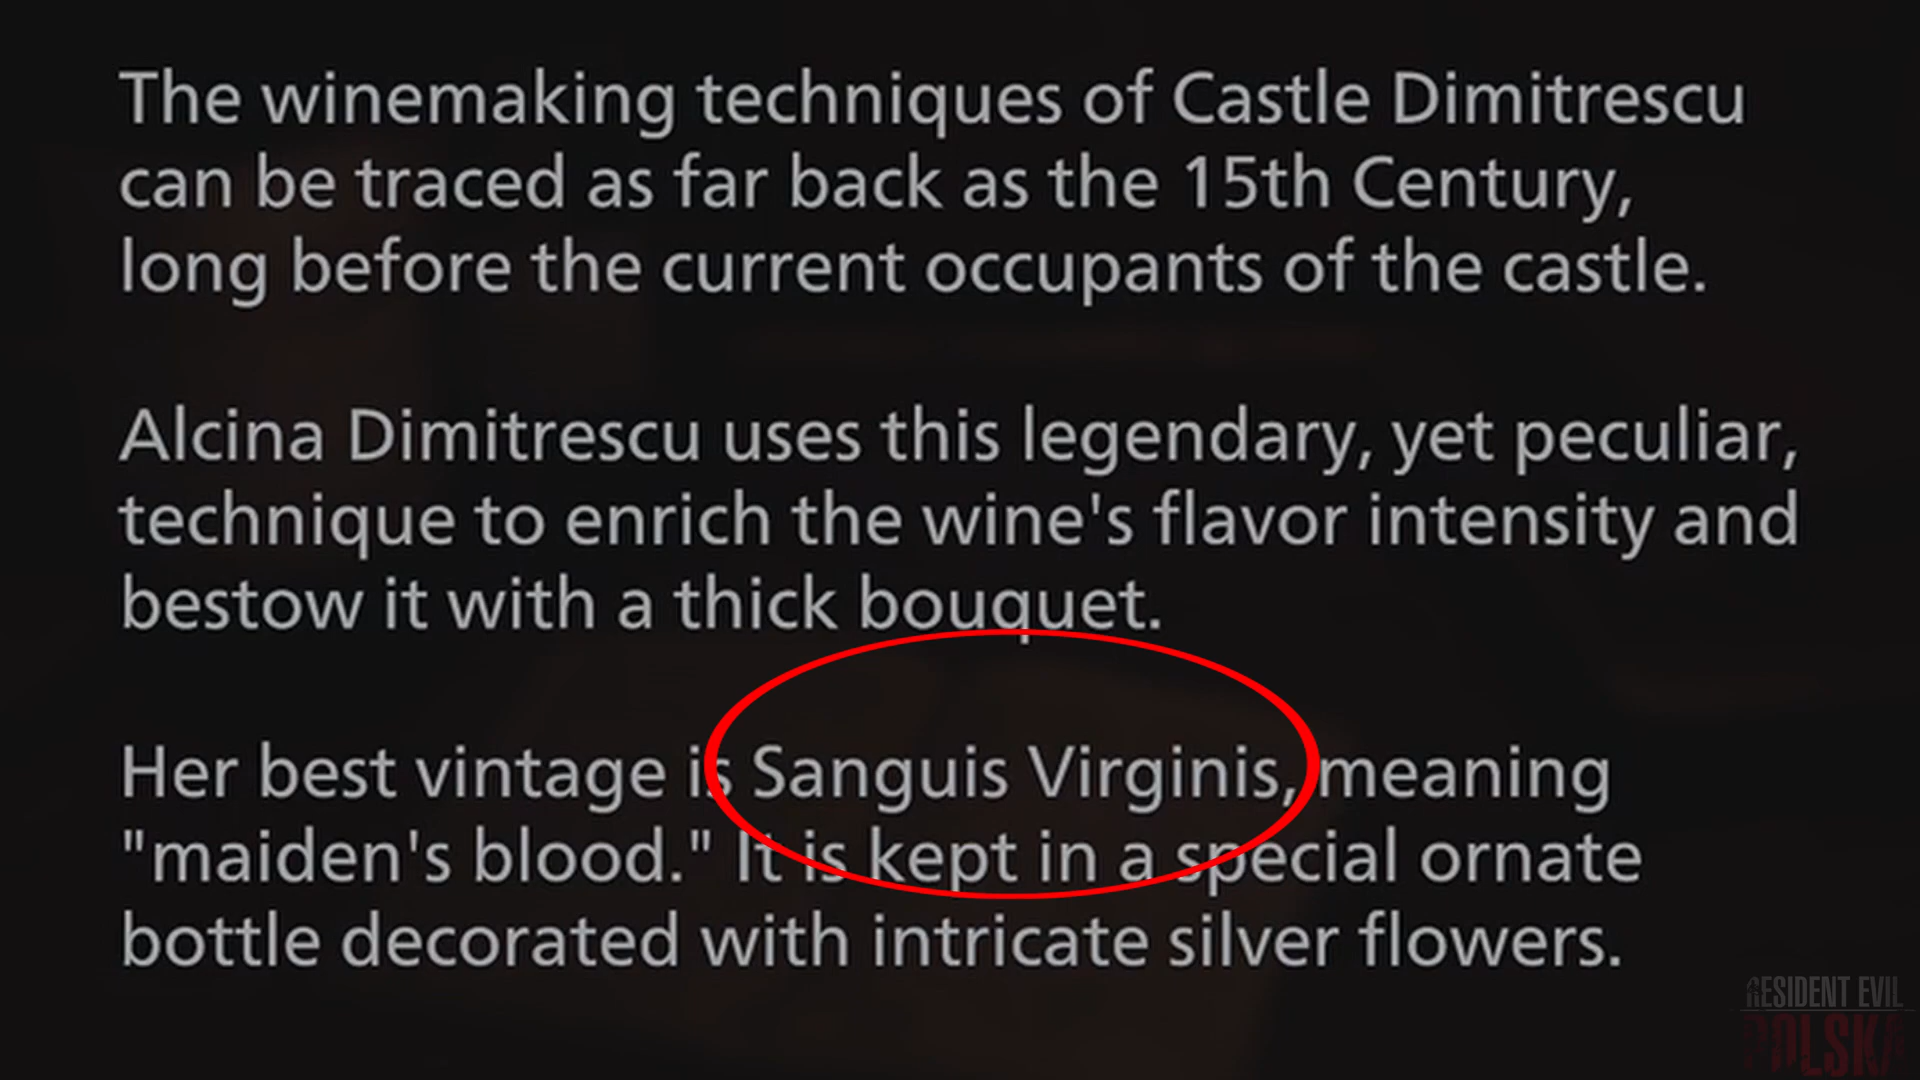 The winemaking techniques of Castle Dimitrescu
can be traced as far back as the 15th Century,
long before the current occupants of the castle.
Alcina Dimitrescu uses this legendary, yet peculiar,
technique to enrich the wine's flavor intensity and
bestow it with a thick bouquet.
Her best vintage is Sanguis Virginis, meaning
"maiden's blood." It is kept in a special ornate
bottle decorated with intricate silver flowers.
RESIDENT EVIL
POLSKA